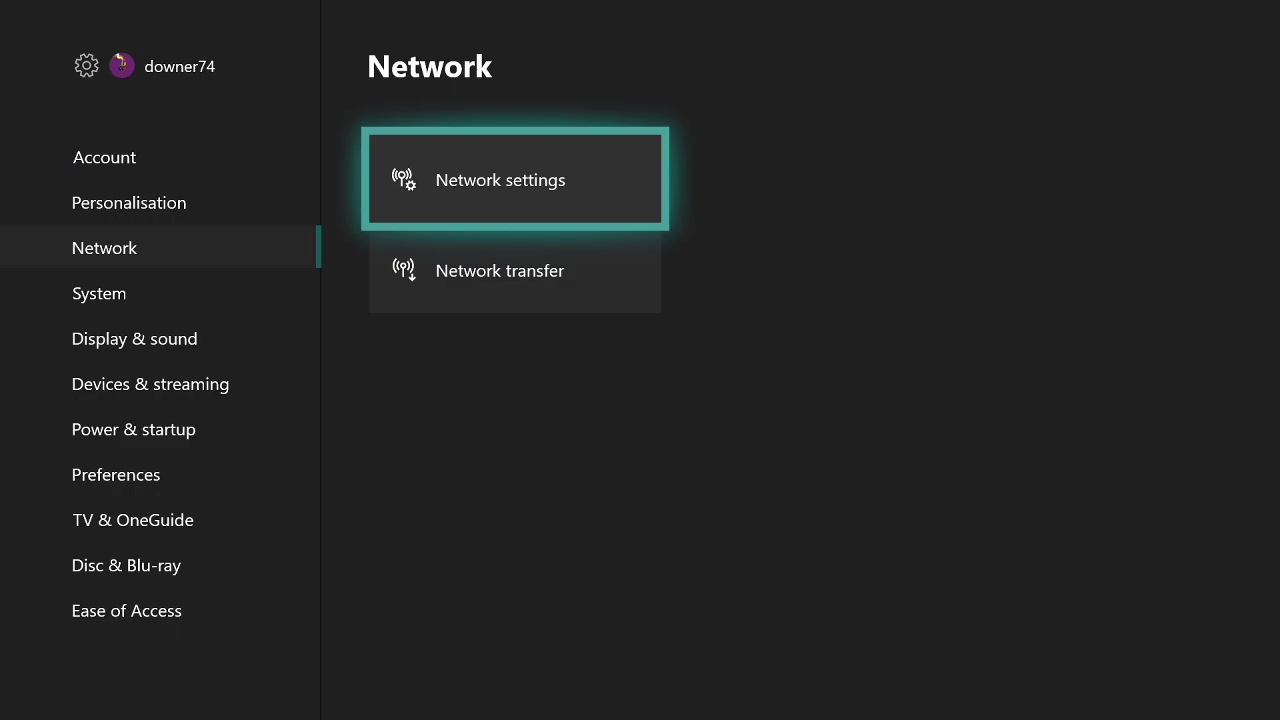 downer74
Account
Personalisation
Network
System
Display & sound
Devices & streaming
Power & startup
Preferences
TV & OneGuide
Disc & Blu-ray
Ease of Access
Network
Network settings
Network transfer